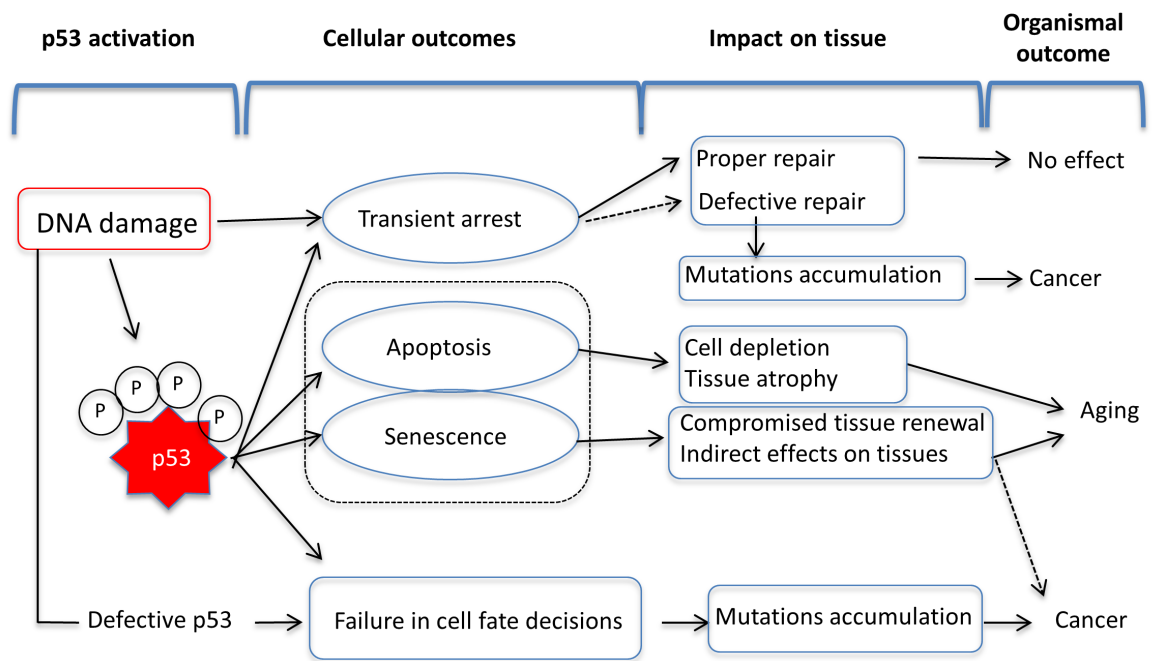 p53 activation
Cellular outcomes
Impact on tissue
Organismal
outcome
DNA damage
Transient arrest
Proper repair
Defective repair
No effect
Mutations accumulation
Cancer
P
P
P
P
p53
Apoptosis
Senescence
Cell depletion
Tissue atrophy
Compromised tissue renewal
Indirect effects on tissues
Aging
Defective p53
Failure in cell fate decisions
Mutations accumulation
Cancer